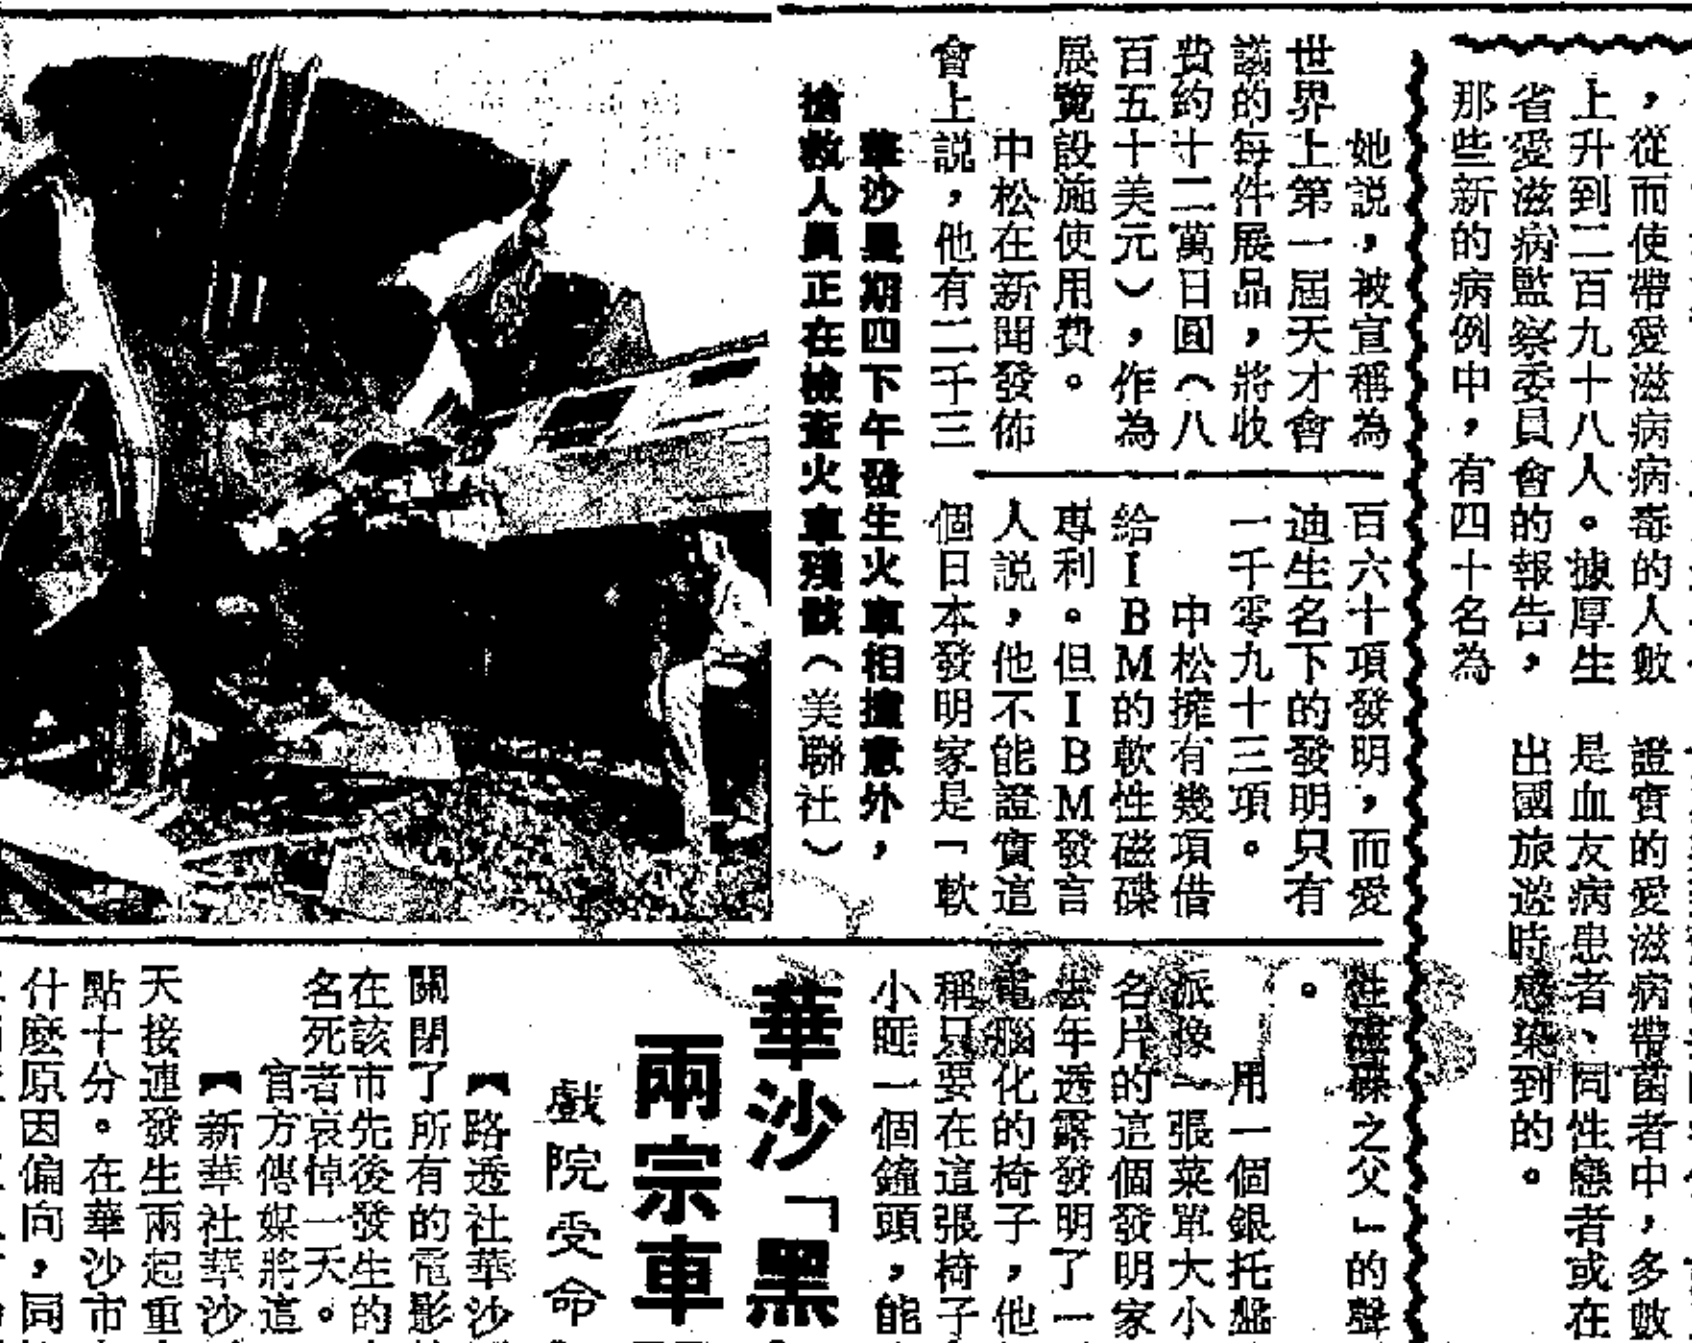 ，從而使帶愛滋病病毒的人數
上升到二百九十八人。據厚生
省愛滋病監察委員會的報告，
那些新的病例中，有四十名為
證實的愛滋病帶菌者中，多數
是血友病患者、同性戀者或在
出國旅遊時感染到的。
她説，被宣稱為
世界上第一屆天才會
議的每件展品，將收
費約十二萬日圓（八
百五十美元），作為
展覽設施使用費。
中松在新聞發佈
會上説，他有二千三
百六十項發明，而愛
迪生名下的發明只有
一千零九十三項。
中松擁有幾項借
給IBM的軟性磁碟
專利。但IBM發言
人説，他不能證實這
個日本發明家是「軟
性磁碟之父」的聲
。
用一個銀托盤
派像一張菜單大小
名片的這個發明家
去年透露發明了一
電腦化的椅子，他
稱只要在這張椅子
小睡一個鐘頭，能
華沙星期四下午發生火車相撞意外，
搶救人員正在檢查火車殘骸（美聯社）
華沙「黑
兩宗車
戲院受命
【路透社華沙
關閉了所有的電影
在該市先後發生的
名死者哀悼一天。
官方傳媒將這
【新華社華沙
天接連發生兩起重
點十分。在華沙市
什麼原因偏向，同